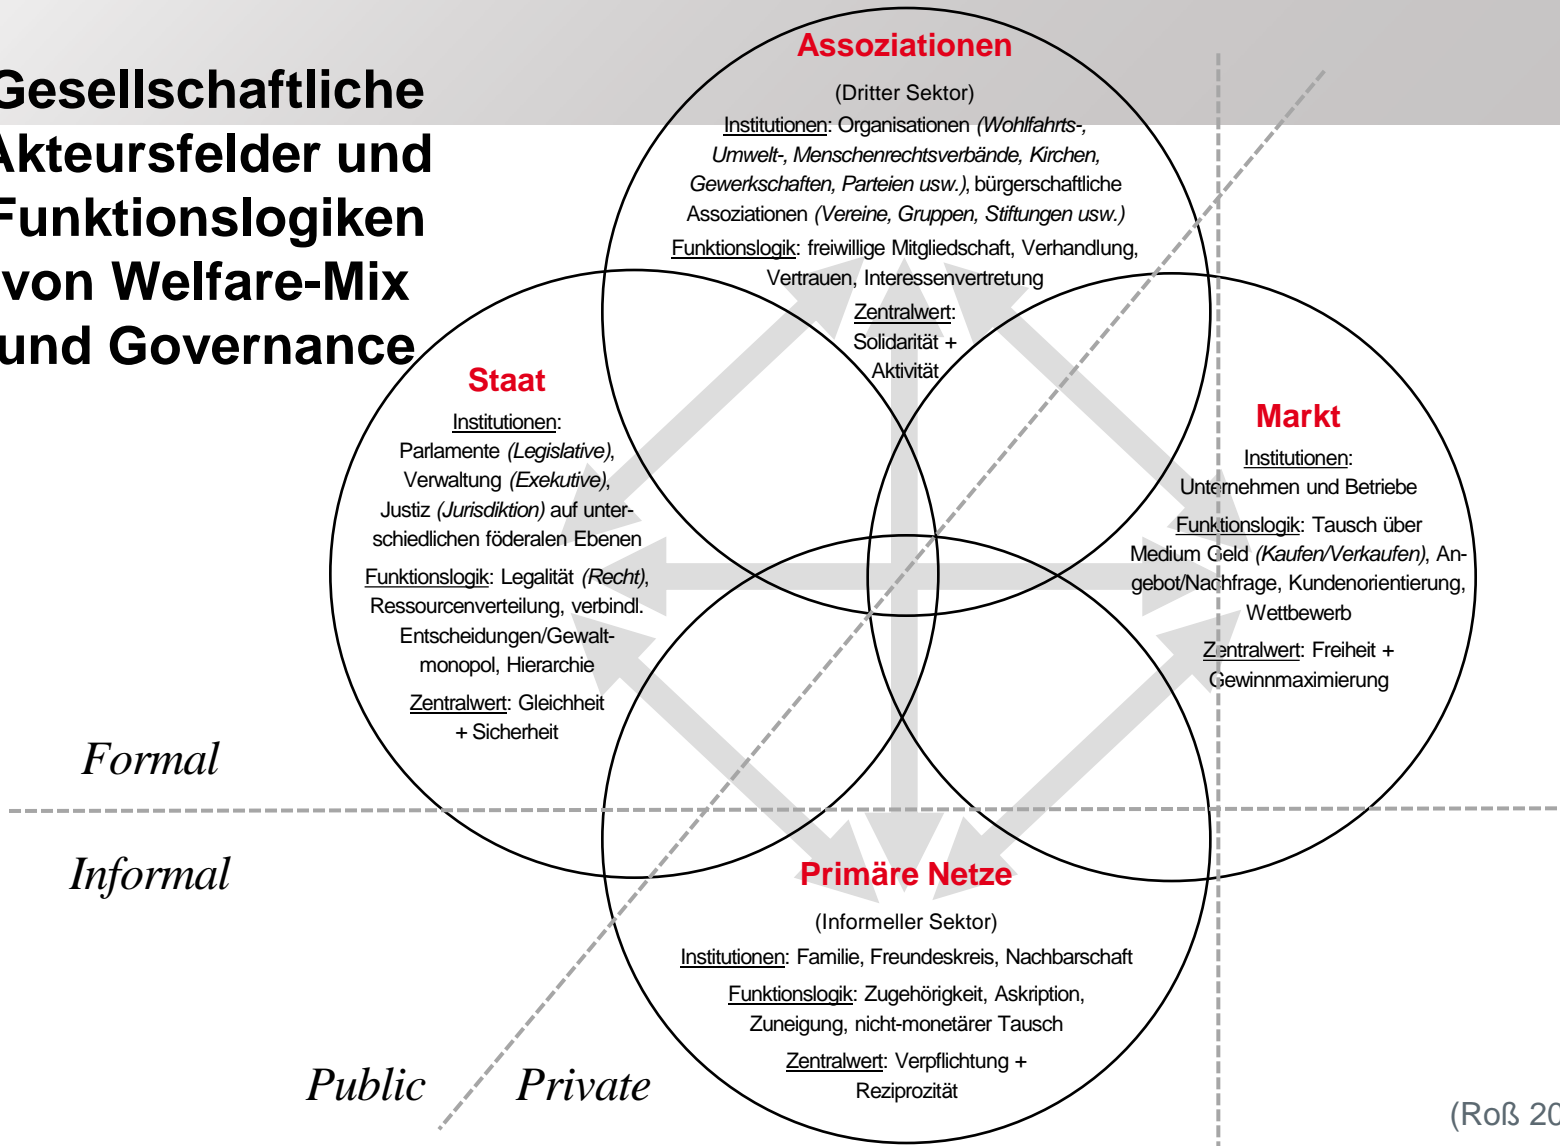 Gesellschaftliche
Akteursfelder und
Funktionslogiken
von Welfare-Mix
und Governance
Assoziationen
(Dritter Sektor)
Institutionen: Organisationen (Wohlfahrts-,
Umwelt-, Menschenrechtsverbände, Kirchen,
Gewerkschaften, Parteien usw.), bürgerschaftliche
Assoziationen (Vereine, Gruppen, Stiftungen usw.)
Funktionslogik: freiwillige Mitgliedschaft, Verhandlung,
Vertrauen, Interessenvertretung
Zentralwert:
Solidarität +
Aktivität
Staat
Institutionen:
Parlamente (Legislative),
Verwaltung (Exekutive),
Justiz (Jurisdiktion) auf unter-
schiedlichen föderalen Ebenen
Funktionslogik: Legalität (Recht),
Ressourcenverteilung, verbindl.
Entscheidungen/Gewalt-
monopol, Hierarchie
Zentralwert: Gleichheit
+ Sicherheit
Markt
Institutionen:
Unternehmen und Betriebe
Funktionslogik: Tausch über
Medium Geld (Kaufen/Verkaufen), An-
gebot/Nachfrage, Kundenorientierung,
Wettbewerb
Zentralwert: Freiheit +
Gewinnmaximierung
Formal
Informal
Primäre Netze
(Informeller Sektor)
Institutionen: Familie, Freundeskreis, Nachbarschaft
Funktionslogik: Zugehörigkeit, Askription,
Zuneigung, nicht-monetärer Tausch
Zentralwert: Verpflichtung +
Reziprozität
Public
Private
(Roß 20